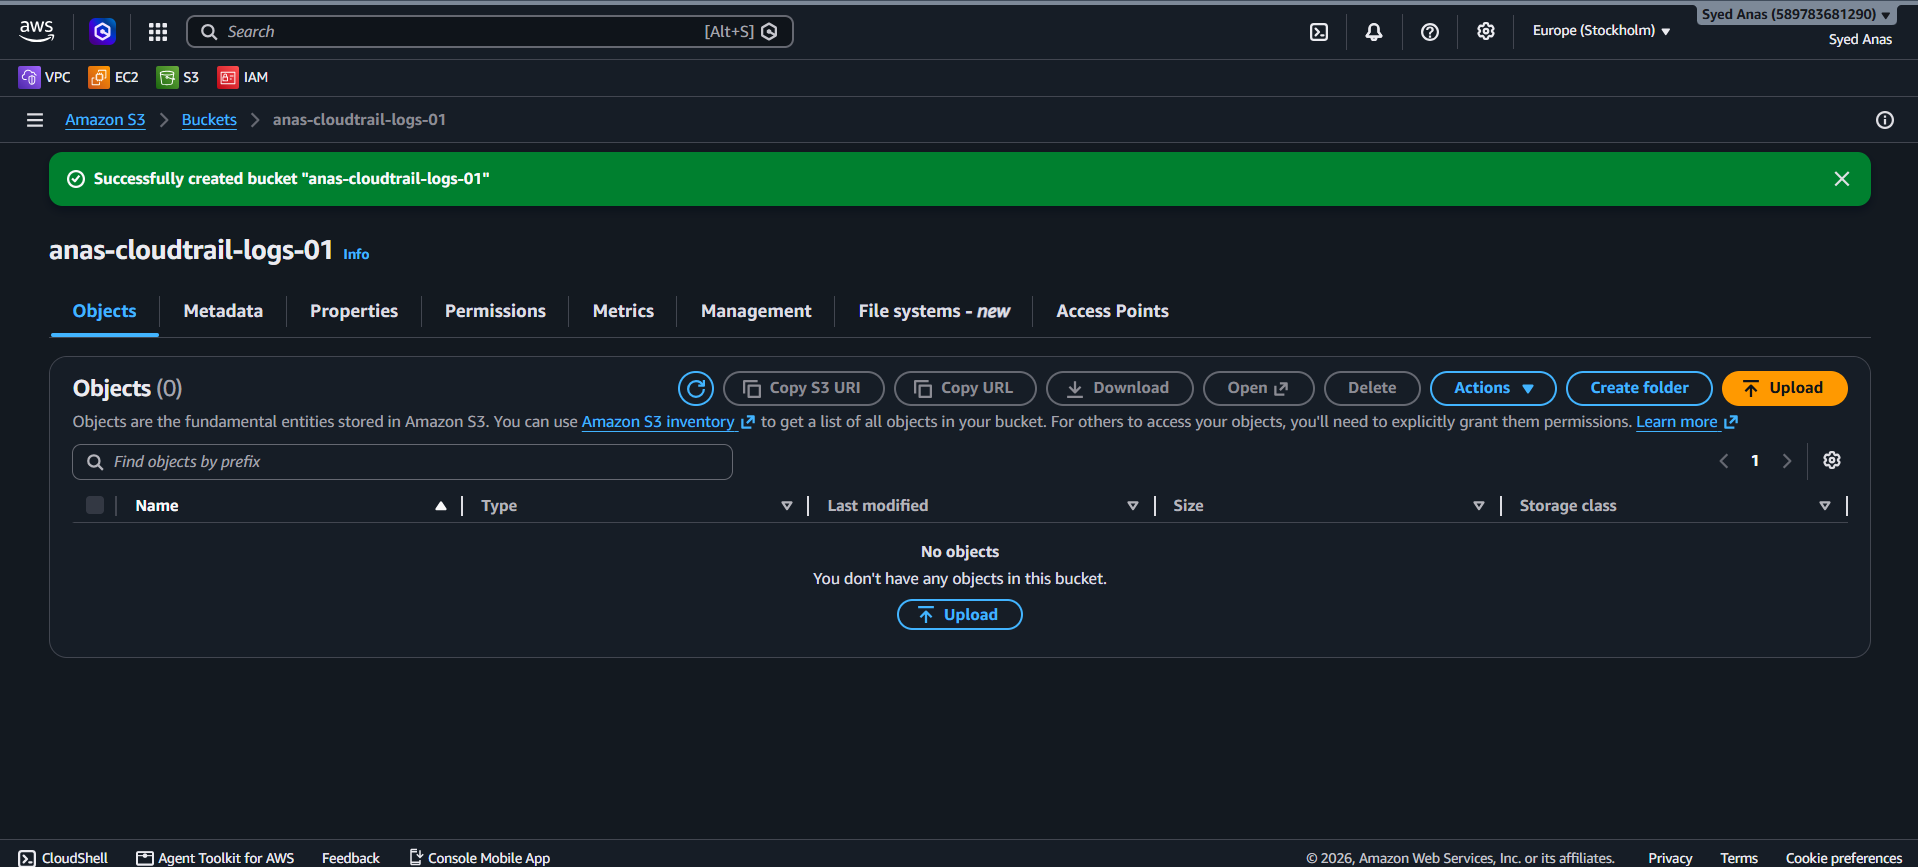 aws
Search [Alt+S]
Europe (Stockholm)
Syed Anas (589783681290)
Syed Anas
VPC EC2 S3 IAM
Amazon S3 Buckets anas-cloudtrail-logs-01
Successfully created bucket "anas-cloudtrail-logs-01"
anas-cloudtrail-logs-01 Info
Objects Metadata Properties Permissions Metrics Management File systems - new Access Points
Objects (0) Copy S3 URI Copy URL Download Open Delete Actions Create folder Upload
Objects are the fundamental entities stored in Amazon S3. You can use Amazon S3 inventory to get a list of all objects in your bucket. For others to access your objects, you'll need to explicitly grant them permissions. Learn more
Find objects by prefix 1
Name Type Last modified Size Storage class
No objects
You don't have any objects in this bucket.
Upload
CloudShell Agent Toolkit for AWS Feedback Console Mobile App © 2026, Amazon Web Services, Inc. or its affiliates. Privacy Terms Cookie preferences